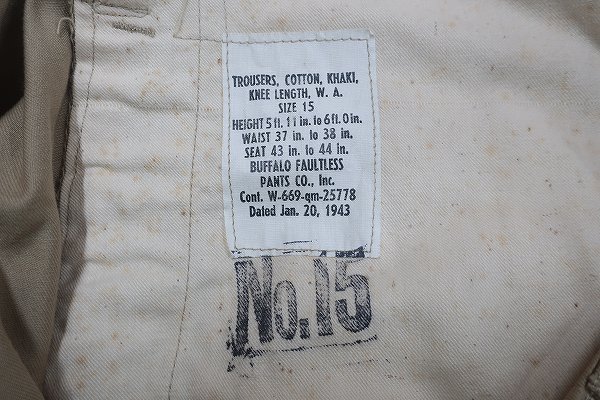 TROUSERS, COTTON, KHAKI,
KNEE LENGTH, W. A.
SIZE 15
HEIGHT 5 ft. 11 in. to 6 ft. 0 in.
WAIST 37 in. to 38 in.
SEAT 43 in. to 44 in.
BUFFALO FAULTLESS
PANTS CO., Inc.
Cont. W-669-qm-25778
Dated Jan. 20, 1943
No.15